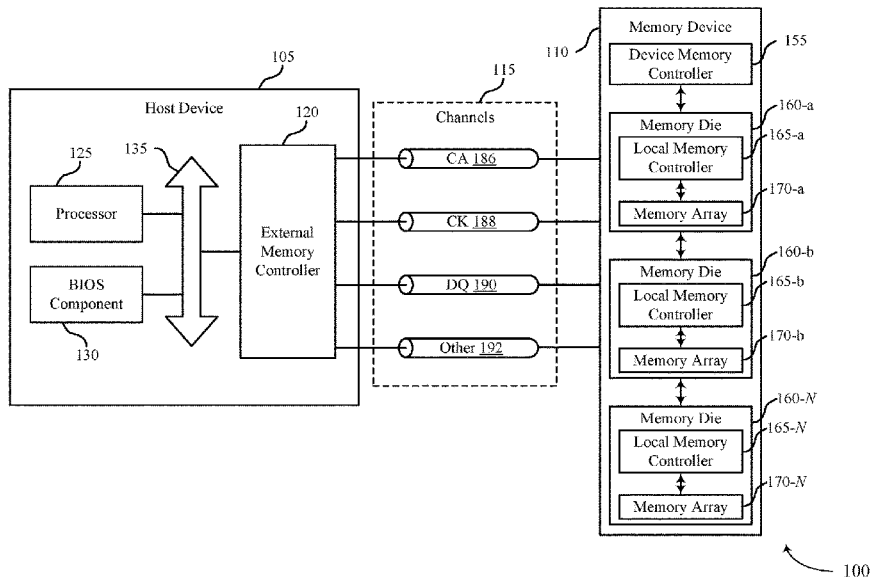 105
Host Device
125
135
120
Processor
BIOS
Component
130
External
Memory
Controller
115
Channels
CA 186
CK 188
DQ 190
Other 192
110
Memory Device
155
Device Memory
Controller
160-a
Memory Die
165-a
Local Memory
Controller
170-a
Memory Array
160-b
Memory Die
165-b
Local Memory
Controller
170-b
Memory Array
160-N
Memory Die
165-N
Local Memory
Controller
170-N
Memory Array
100